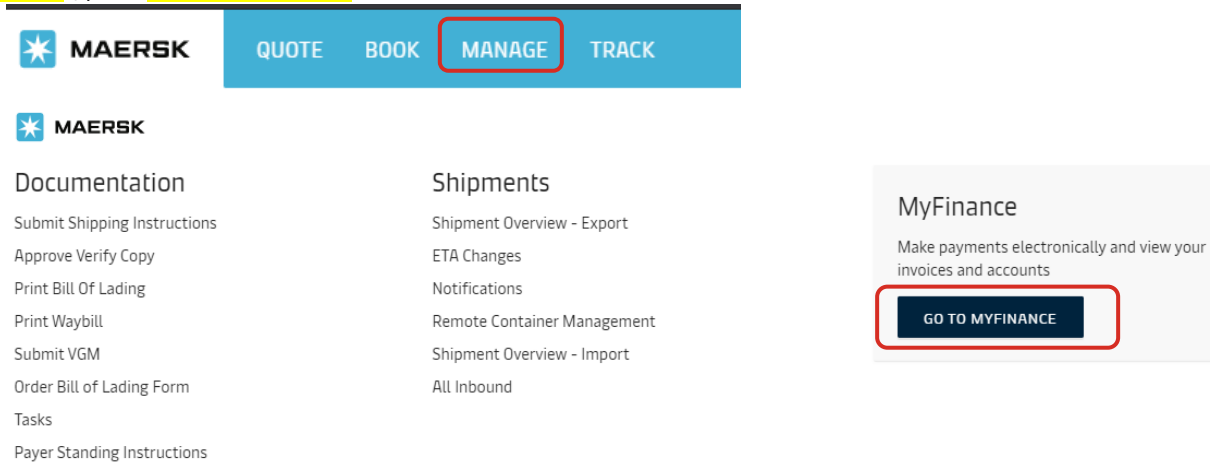 MAERSK QUOTE BOOK MANAGE TRACK
MAERSK
Documentation
Submit Shipping Instructions
Approve Verify Copy
Print Bill Of Lading
Print Waybill
Submit VGM
Order Bill of Lading Form
Tasks
Payer Standing Instructions
Shipments
Shipment Overview - Export
ETA Changes
Notifications
Remote Container Management
Shipment Overview - Import
All Inbound
MyFinance
Make payments electronically and view your
invoices and accounts
GO TO MYFINANCE